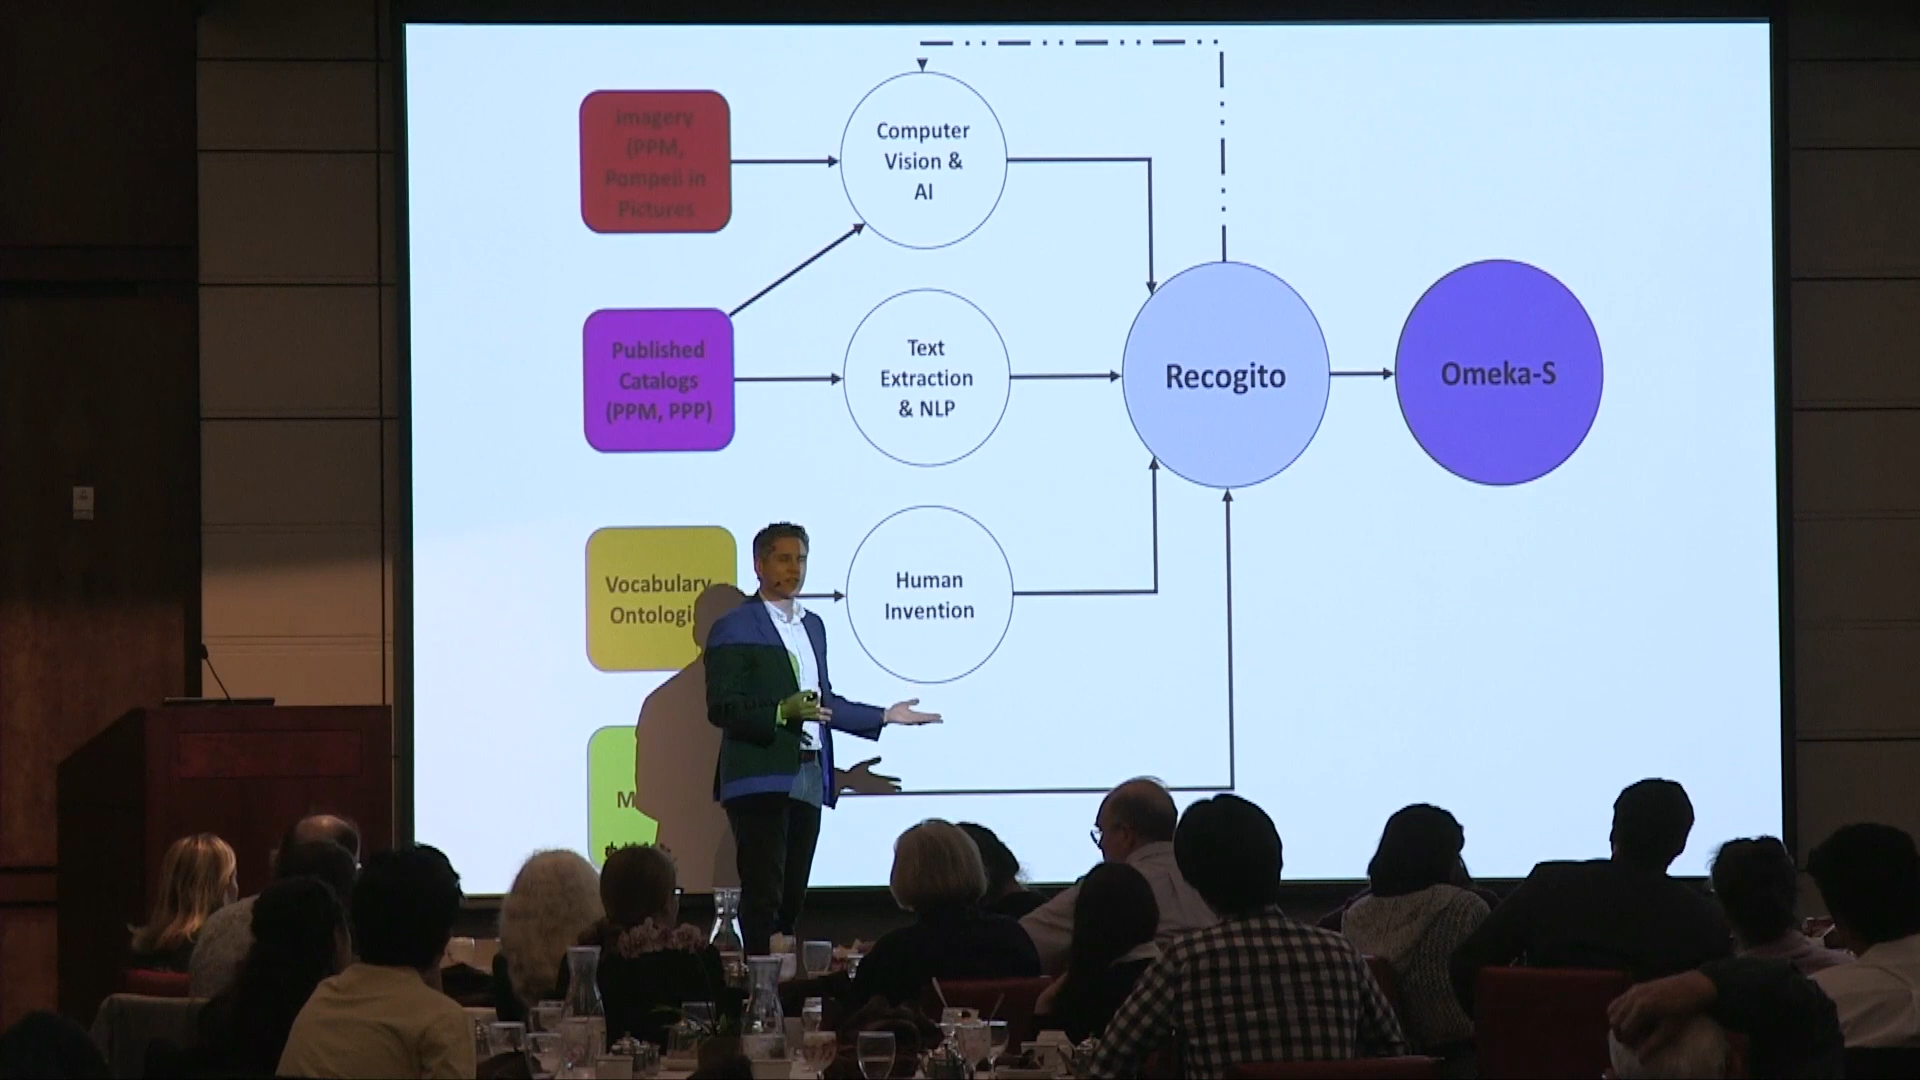 Imagery
(PPM,
Pompeii in
Pictures
Computer
Vision &
AI
Published
Catalogs
(PPM, PPP)
Text
Extraction
& NLP
Recogito
Omeka-S
Vocabulary
Ontologi
Human
Invention
M